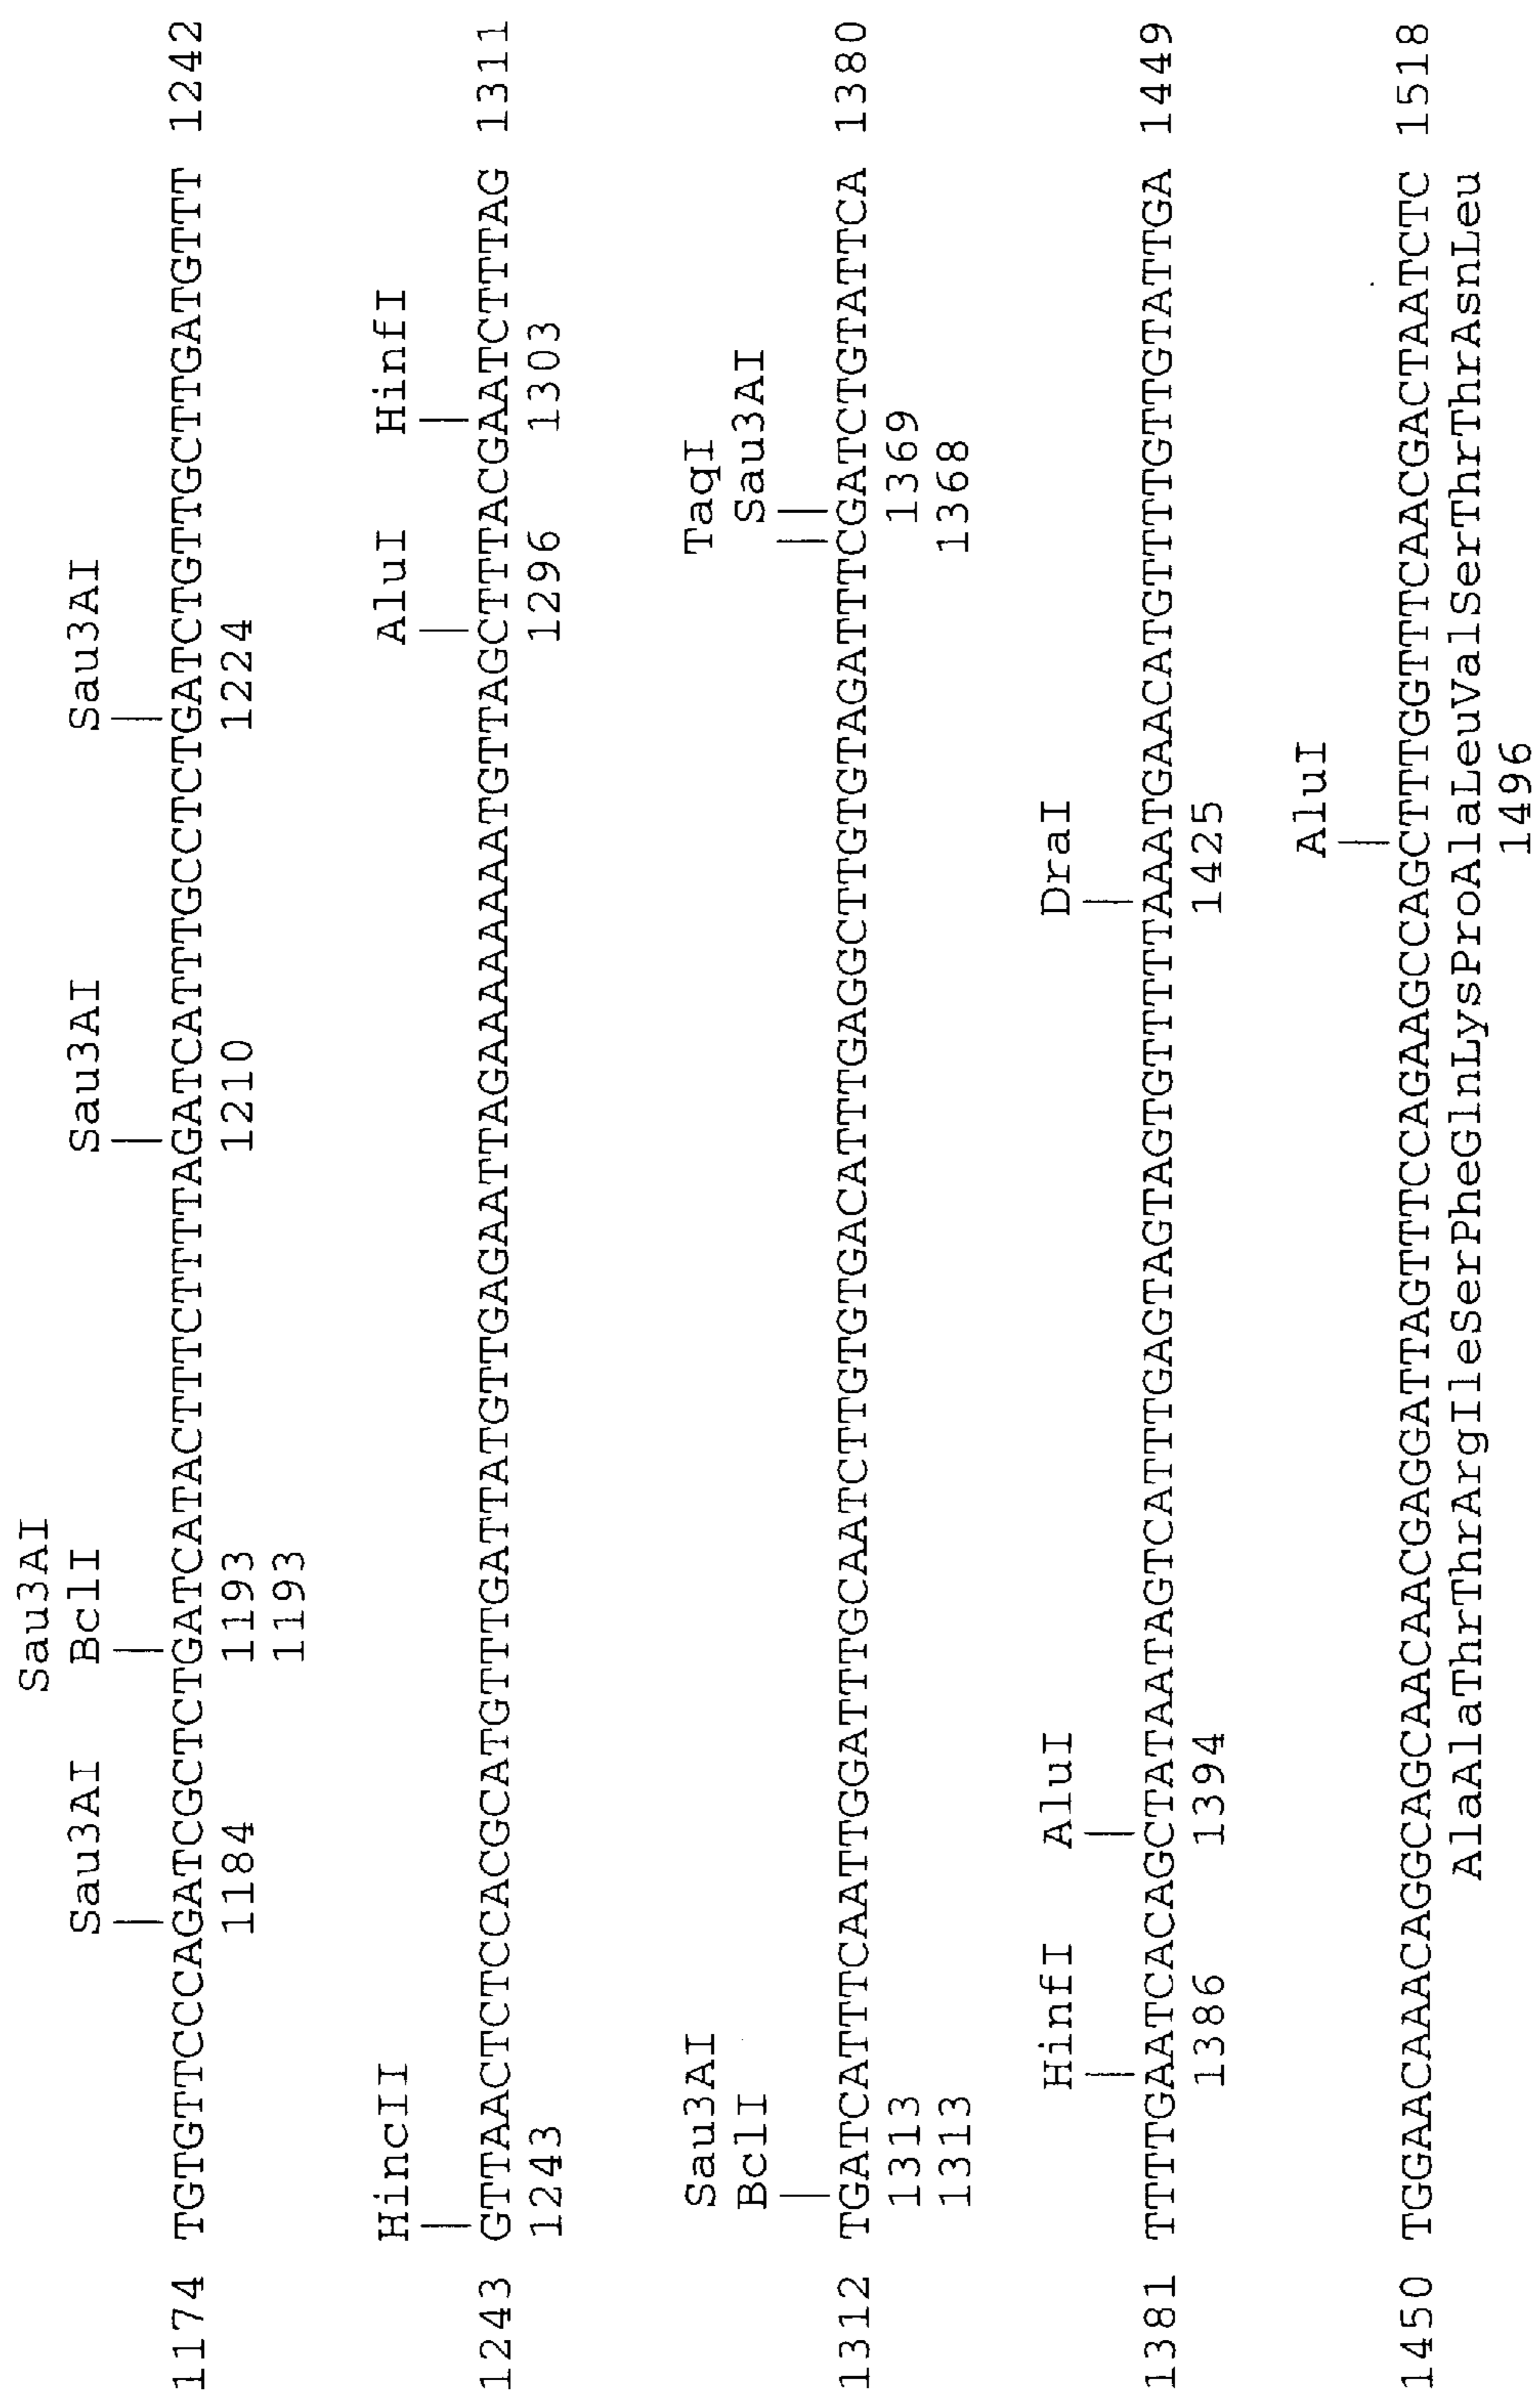 Sau3AI
Sau3AI BclI Sau3AI Sau3AI
1174 TGTGTTCCCAGATCGCTCTGATCATACTTTCTTTTAGATCATTTGCCTCTGATCTGTTGCTTGATGTTT 1242
1184 1193 1210 1224
1193
HincII AluI HinfI
1243 GTTAACTCTCCACGCATGTTTGATTATGTTGAGAATTAGAAAAAAAATGTTAGCTTTACGAATCTTTAG 1311
1243 1296 1303
Sau3AI TaqI
BclI Sau3AI
1312 TGATCATTTCAATTGGATTTGCAATCTTGTGTGACATTTGAGGCTTGTGTAGATTTCGATCTGTATTCA 1380
1313 1369
1313 1368
HinfI AluI DraI
1381 TTTTGAATCACAGCTATAATAGTCATTTGAGTAGTAGTGTTTTTAAATGAACATGTTTTGTTGTATTGA 1449
1386 1394 1425
AluI
1450 TGGAACAAACAGGCAGCAACAACGAGGATTAGTTTCCAGAAGCCAGCTTTGGTTTCAACGACTAATCTC 1518
AlaAlaThrThrArgIleSerPheGlnLysProAlaLeuValSerThrThrAsnLeu
1496